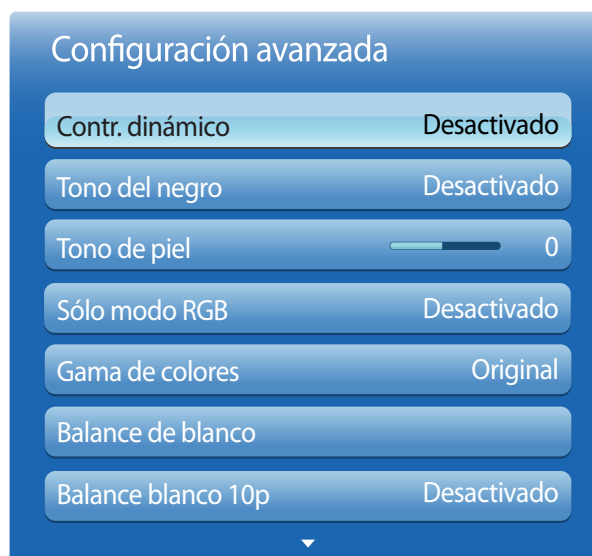 Configuración avanzada
Contr. dinámico Desactivado
Tono del negro Desactivado
Tono de piel 0
Sólo modo RGB Desactivado
Gama de colores Original
Balance de blanco
Balance blanco 10p Desactivado